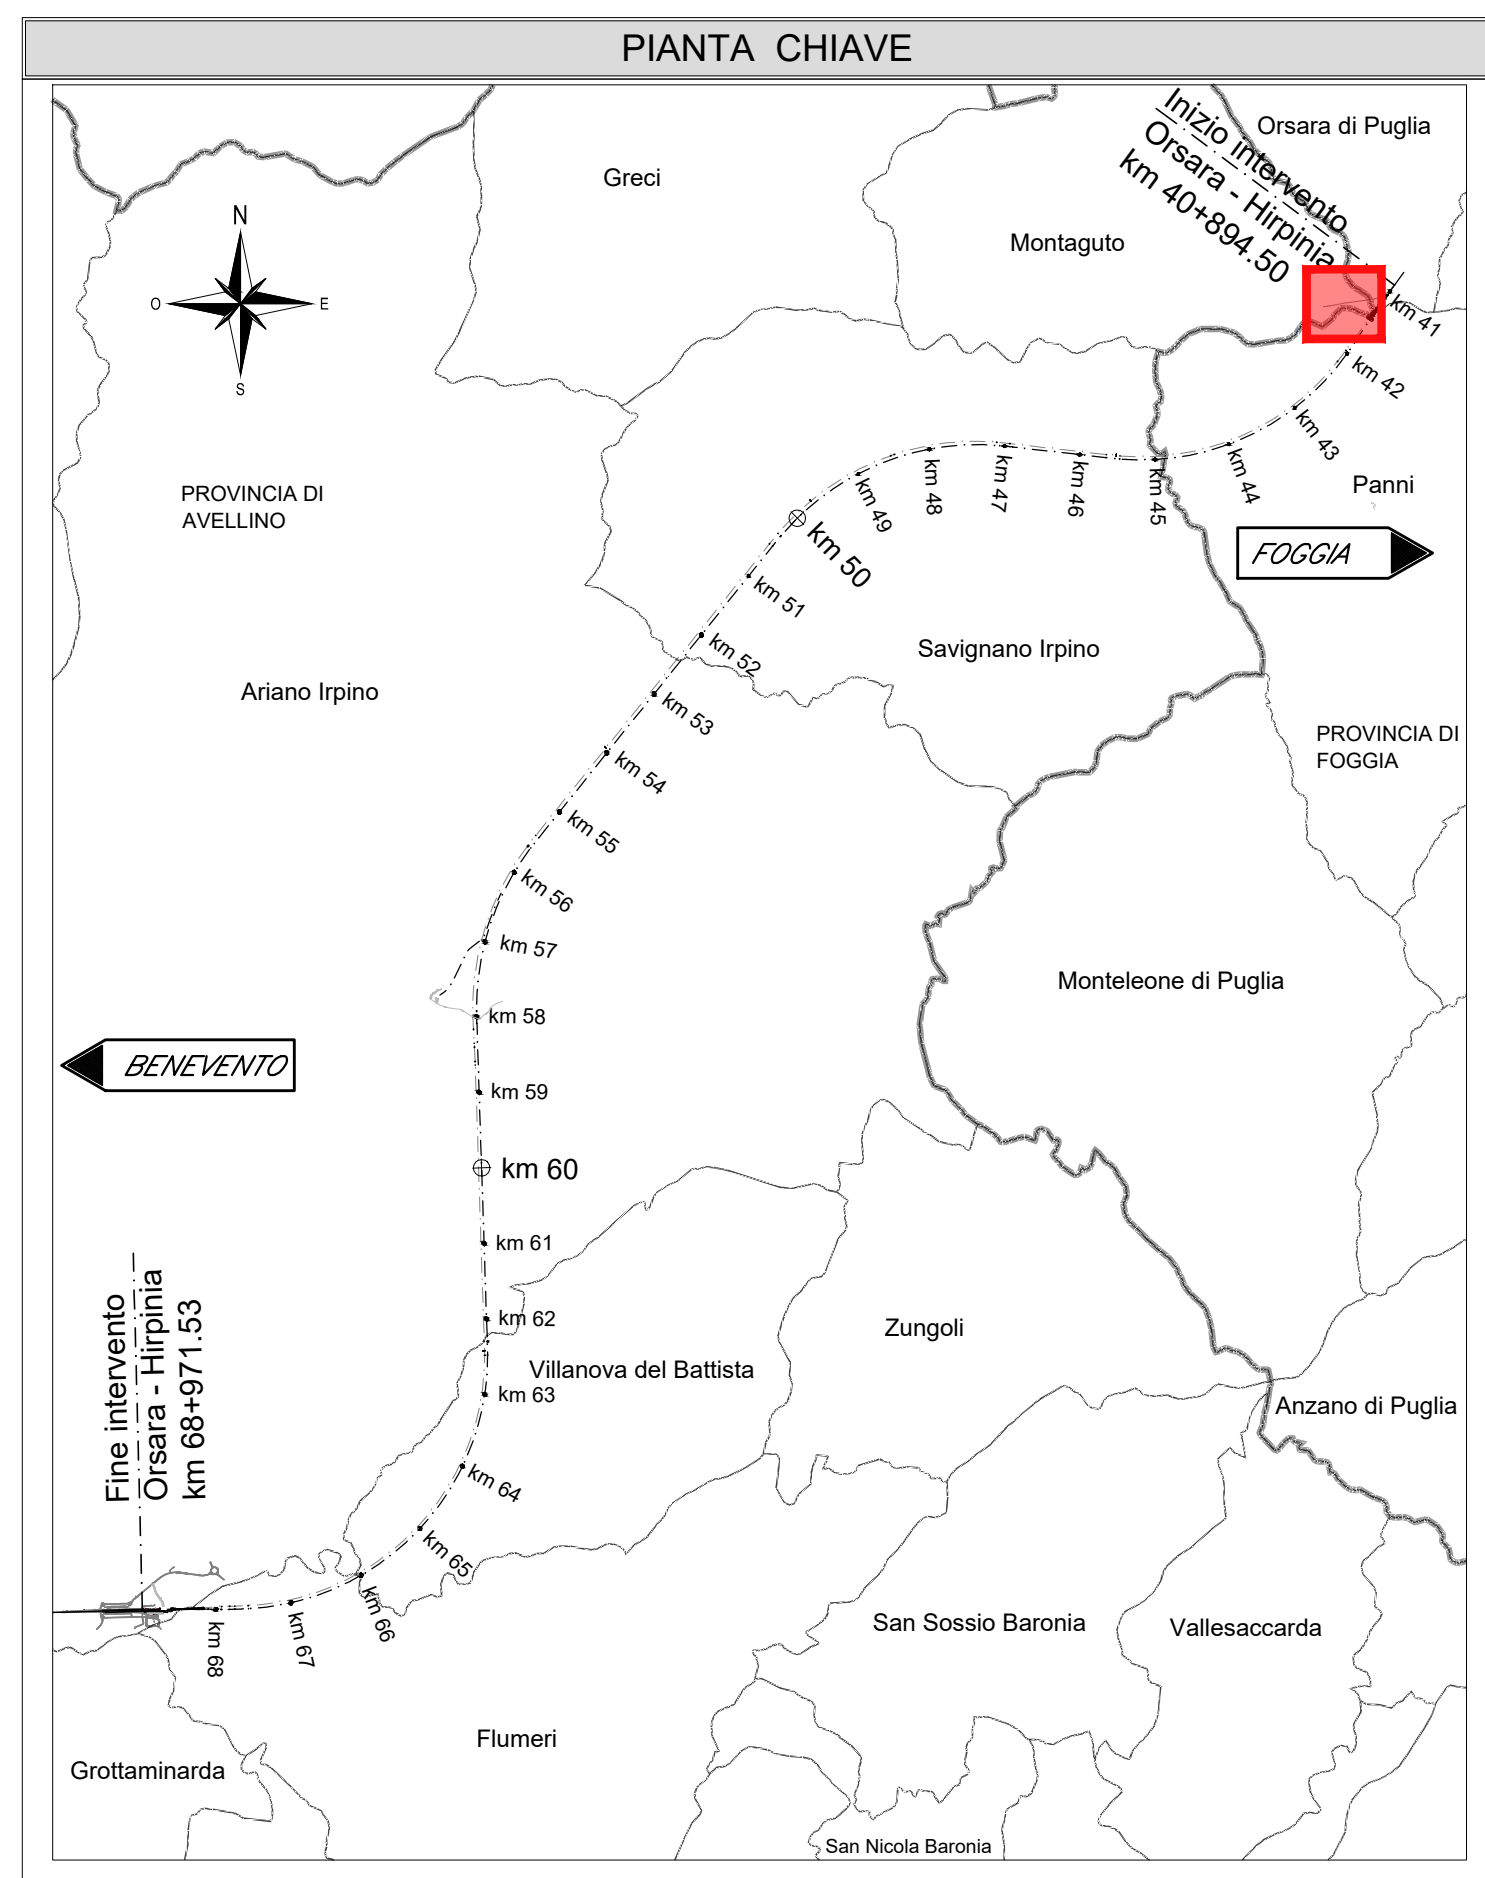 PIANTA CHIAVE
Inizio intervento
Orsara - Hirpinia
km 40+894.50
Orsara di Puglia
Greci
Montaguto
N
O
E
S
km 41
km 42
km 43
km 44
km 45
km 46
km 47
km 48
km 49
km 50
Panni
FOGGIA
PROVINCIA DI
AVELLINO
km 51
km 52
km 53
km 54
km 55
km 56
km 57
km 58
km 59
km 60
km 61
km 62
km 63
km 64
km 65
km 66
km 67
km 68
Savignano Irpino
Ariano Irpino
PROVINCIA DI
FOGGIA
Monteleone di Puglia
BENEVENTO
Fine intervento
Orsara - Hirpinia
km 68+971.53
Villanova del Battista
Zungoli
Anzano di Puglia
San Sossio Baronia
Vallesaccarda
Flumeri
Grottaminarda
San Nicola Baronia